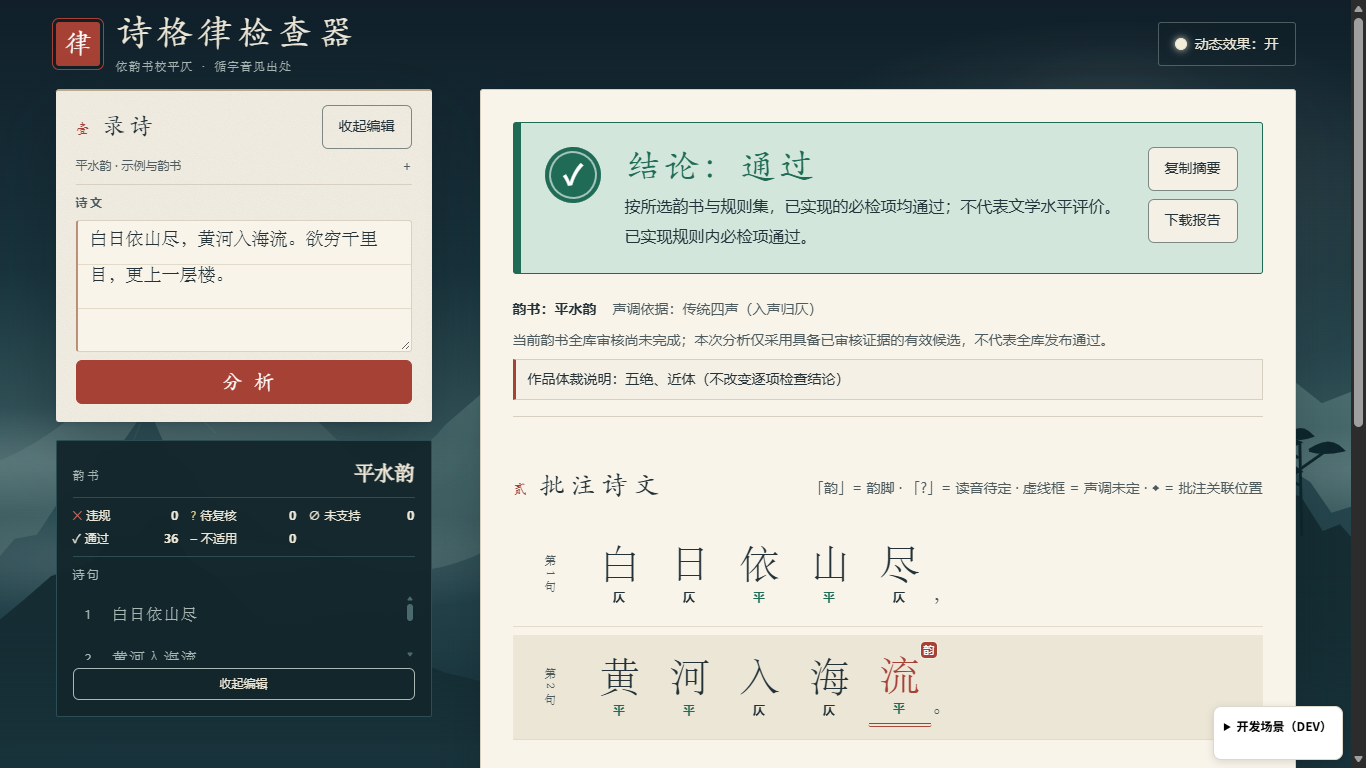 律
诗格律检查器
依韵书校平仄 · 循字音见出处
动态效果：开
壹 录诗
收起编辑
平水韵 · 示例与韵书 +
诗文
白日依山尽，黄河入海流。欲穷千里
目，更上一层楼。
分析
韵书 平水韵
✕ 违规 0 ? 待复核 0 ∅ 未支持 0
✓ 通过 36 – 不适用 0
诗句
1 白日依山尽
2 黄河入海流
收起编辑
✓
结论：通过
按所选韵书与规则集，已实现的必检项均通过；不代表文学水平评价。
已实现规则内必检项通过。
复制摘要
下载报告
韵书：平水韵 声调依据：传统四声（入声归仄）
当前韵书全库审核尚未完成；本次分析仅采用具备已审核证据的有效候选，不代表全库发布通过。
作品体裁说明：五绝、近体（不改变逐项检查结论）
贰 批注诗文
「韵」= 韵脚 · 「?」= 读音待定 · 虚线框 = 声调未定 · ◆ = 批注关联位置
第1句
白日依山尽，
仄 仄 平 平 仄
第2句
黄河入海流。
韵
平 平 仄 仄 平
▶ 开发场景（DEV）